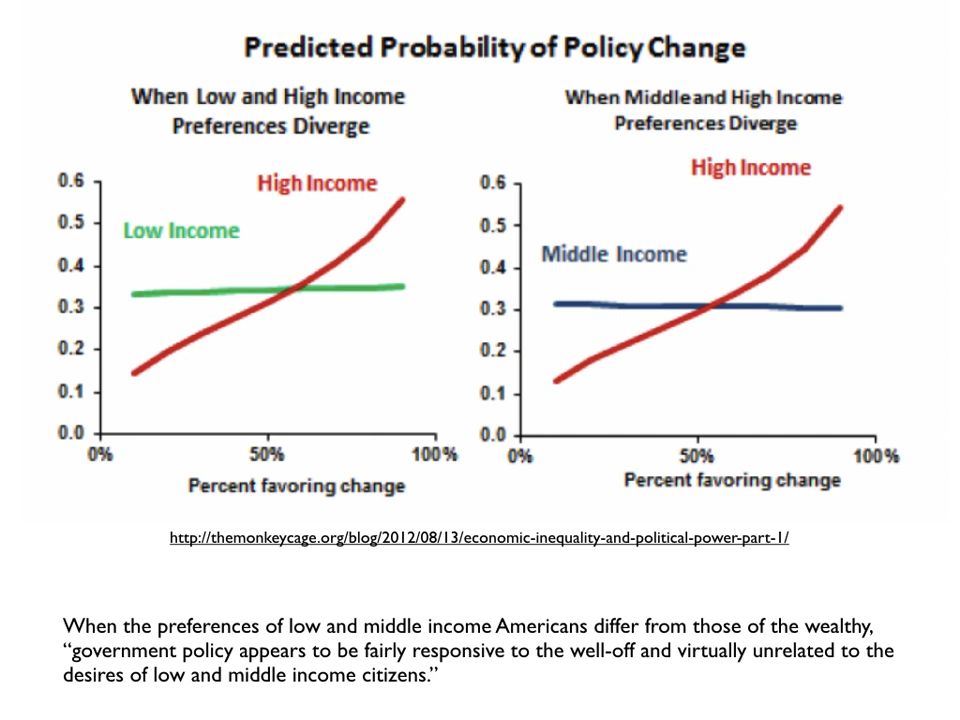 Predicted Probability of Policy Change
When Low and High Income
Preferences Diverge
High Income
Low Income
0.6
0.5
0.4
0.3
0.2
0.1
0.0
0%
50%
100%
Percent favoring change
When Middle and High Income
Preferences Diverge
High Income
Middle Income
0.6
0.5
0.4
0.3
0.2
0.1
0.0
0%
50%
100%
Percent favoring change
http://themonkeycage.org/blog/2012/08/13/economic-inequality-and-political-power-part-1/
When the preferences of low and middle income Americans differ from those of the wealthy,
“government policy appears to be fairly responsive to the well-off and virtually unrelated to the
desires of low and middle income citizens.”